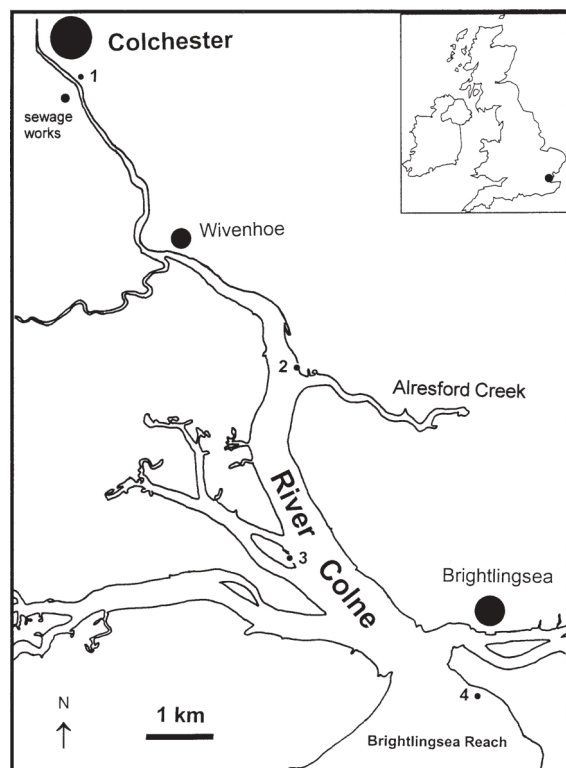 Colchester
1
sewage
works
Wivenhoe
2
Alresford Creek
River Colne
3
Brightlingsea
4
N
1 km
Brightlingsea Reach